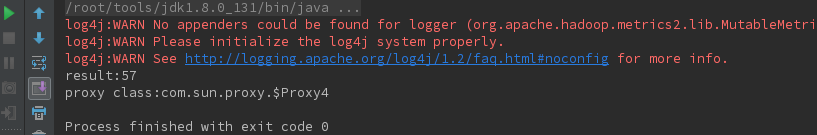 /root/tools/jdk1.8.0_131/bin/java ...
log4j:WARN No appenders could be found for logger (org.apache.hadoop.metrics2.lib.MutableMetri
log4j:WARN Please initialize the log4j system properly.
log4j:WARN See http://logging.apache.org/log4j/1.2/faq.html#noconfig for more info.
result:57
proxy class:com.sun.proxy.$Proxy4
Process finished with exit code 0